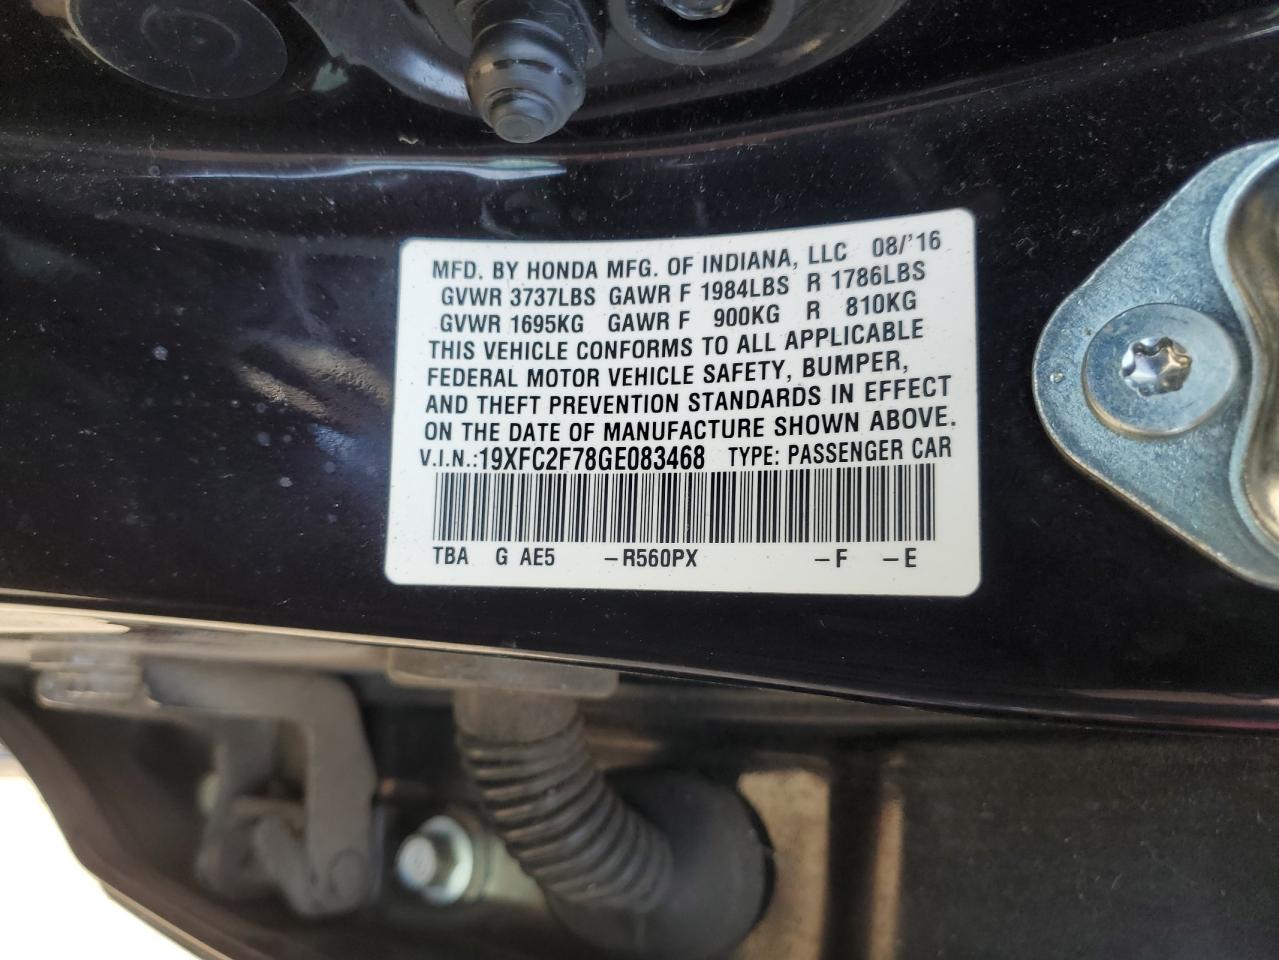 MFD. BY HONDA MFG. OF INDIANA, LLC 08/'16
GVWR 3737LBS GAWR F 1984LBS R 1786LBS
GVWR 1695KG GAWR F 900KG R 810KG
THIS VEHICLE CONFORMS TO ALL APPLICABLE
FEDERAL MOTOR VEHICLE SAFETY, BUMPER,
AND THEFT PREVENTION STANDARDS IN EFFECT
ON THE DATE OF MANUFACTURE SHOWN ABOVE.
V.I.N.:19XFC2F78GE083468 TYPE: PASSENGER CAR
TBA G AE5 -R560PX -F -E